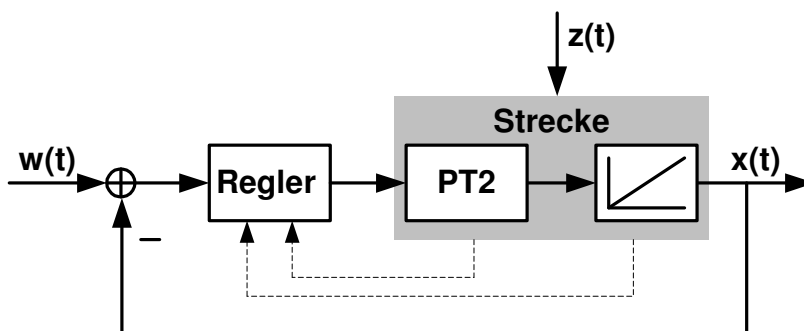 z(t)
Strecke
w(t)
Regler
PT2
x(t)
−